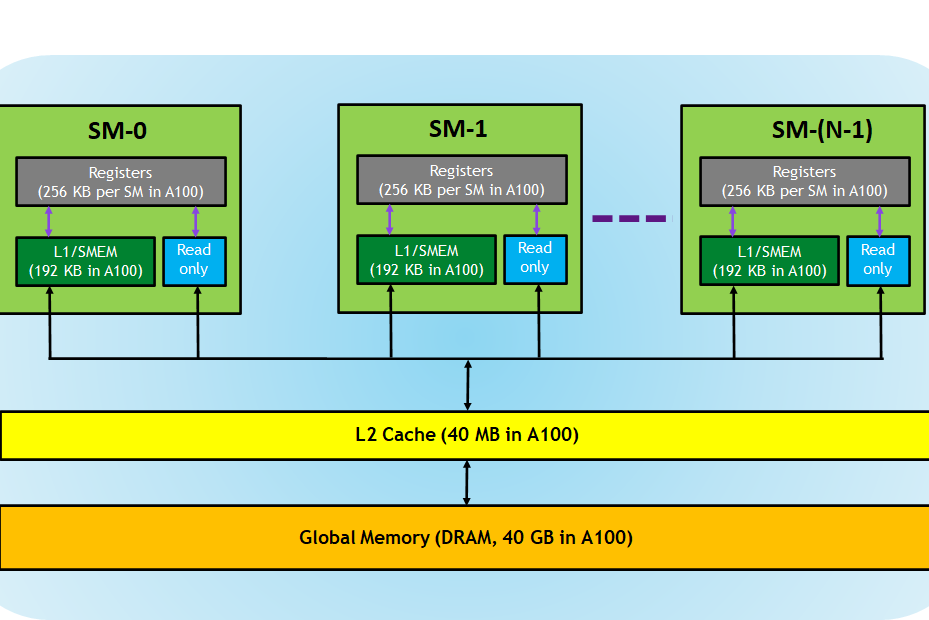 SM-0
Registers
(256 KB per SM in A100)
L1/SMEM
(192 KB in A100)
Read
only
SM-1
Registers
(256 KB per SM in A100)
L1/SMEM
(192 KB in A100)
Read
only
SM-(N-1)
Registers
(256 KB per SM in A100)
L1/SMEM
(192 KB in A100)
Read
only
L2 Cache (40 MB in A100)
Global Memory (DRAM, 40 GB in A100)